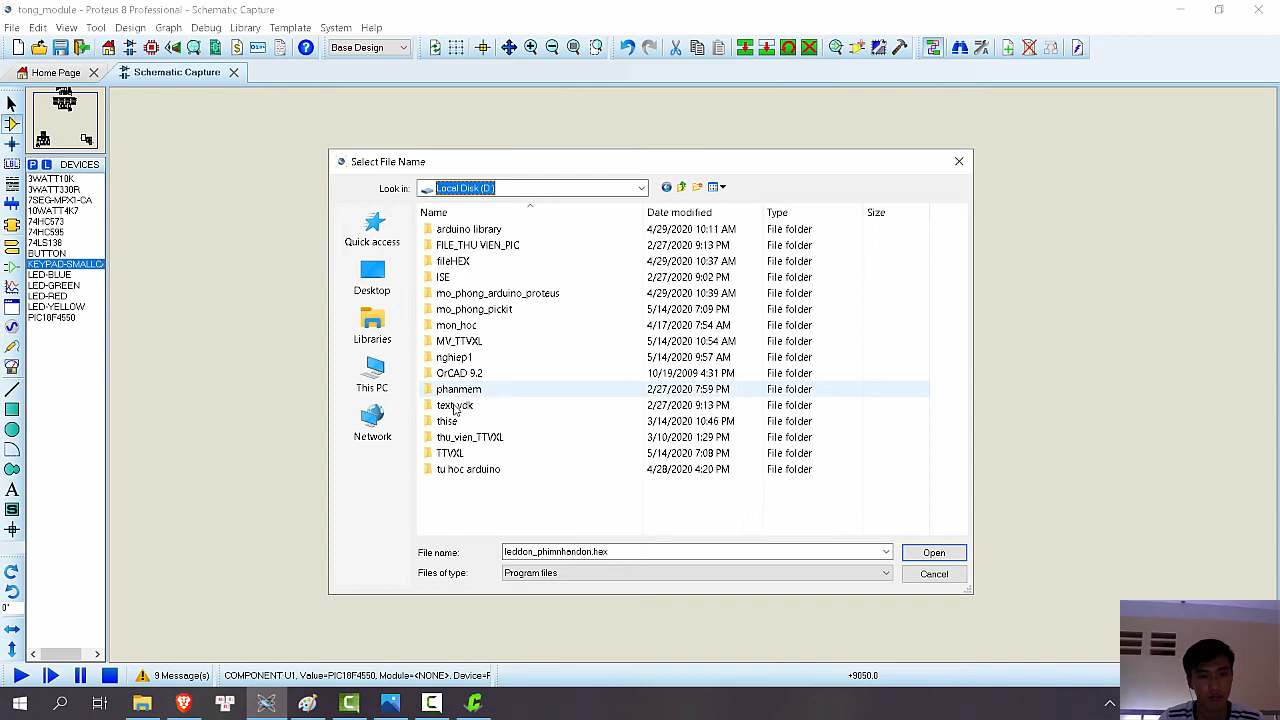 tong_module - Proteus 8 Professional - Schematic Capture
File Edit View Tool Design Graph Debug Library Template System Help
Base Design
Home Page
Schematic Capture
Select File Name
Look in: Local Disk (D:)
P L DEVICES
3WATT10K
3WATT330R
7SEG-MPX1-CA
10WATT4K7
74HC573
74HC595
74LS138
BUTTON
KEYPAD-SMALLC
LED-BLUE
LED-GREEN
LED-RED
LED-YELLOW
PIC18F4550
Quick access
Desktop
Libraries
This PC
Network
Name Date modified Type Size
arduino library 4/29/2020 10:11 AM File folder
FILE_THU VIEN_PIC 2/27/2020 9:13 PM File folder
fileHEX 4/29/2020 10:37 AM File folder
ISE 2/27/2020 9:02 PM File folder
mo_phong_arduino_proteus 4/29/2020 10:39 AM File folder
mo_phong_pickit 5/14/2020 7:09 PM File folder
mon_hoc 4/17/2020 7:54 AM File folder
MV_TTVXL 5/14/2020 10:54 AM File folder
nghiep1 5/14/2020 9:57 AM File folder
OrCAD 9.2 10/19/2009 4:31 PM File folder
phanmem 2/27/2020 7:59 PM File folder
2/27/2020 9:13 PM File folder
thise 3/14/2020 10:46 PM File folder
thu_vien_TTVXL 3/10/2020 1:29 PM File folder
TTVXL 5/14/2020 7:08 PM File folder
tu hoc arduino 4/28/2020 4:20 PM File folder
File name: leddon_phimnhandon.hex Open
Files of type: Program files Cancel
0°
9 Message(s) COMPONENT U1, Value=PIC18F4550, Module=<NONE>, Device=P +9050.0